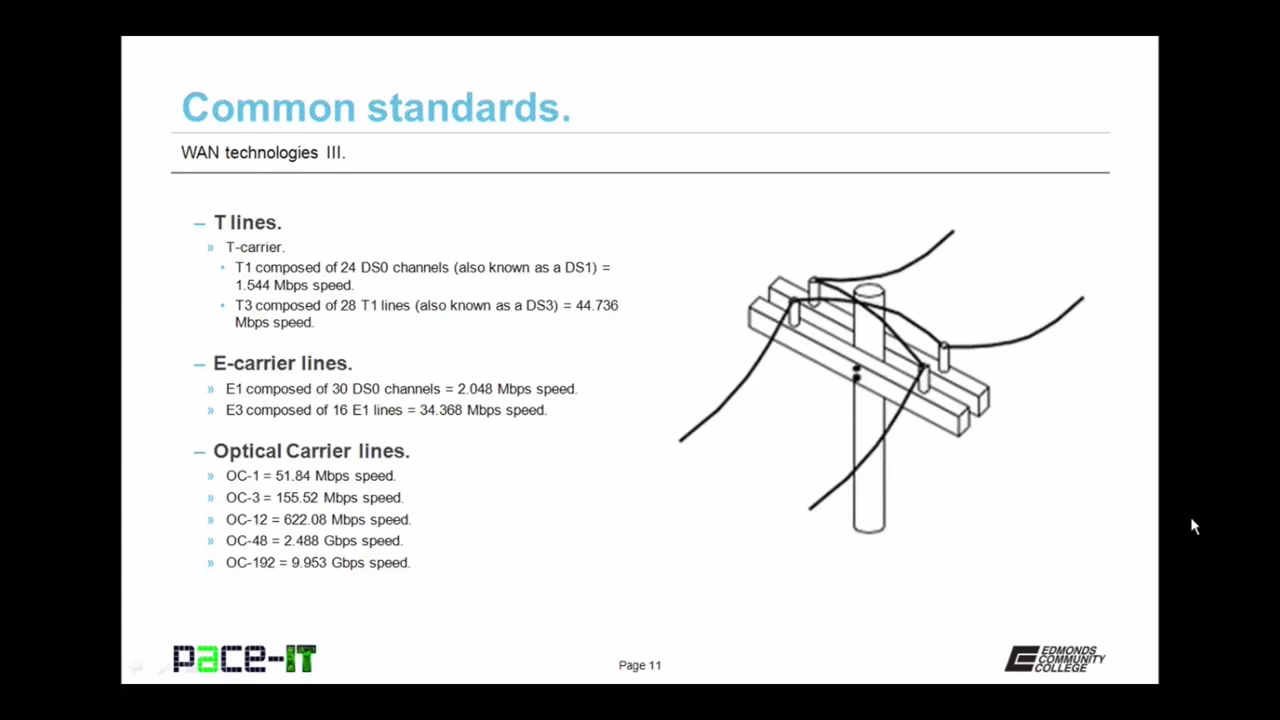 Common standards.
WAN technologies III.
– T lines.
» T-carrier.
• T1 composed of 24 DS0 channels (also known as a DS1) =
1.544 Mbps speed.
• T3 composed of 28 T1 lines (also known as a DS3) = 44.736
Mbps speed.
– E-carrier lines.
» E1 composed of 30 DS0 channels = 2.048 Mbps speed.
» E3 composed of 16 E1 lines = 34.368 Mbps speed.
– Optical Carrier lines.
» OC-1 = 51.84 Mbps speed.
» OC-3 = 155.52 Mbps speed.
» OC-12 = 622.08 Mbps speed.
» OC-48 = 2.488 Gbps speed.
» OC-192 = 9.953 Gbps speed.
pace-IT
Page 11
EDMONDS
COMMUNITY
COLLEGE